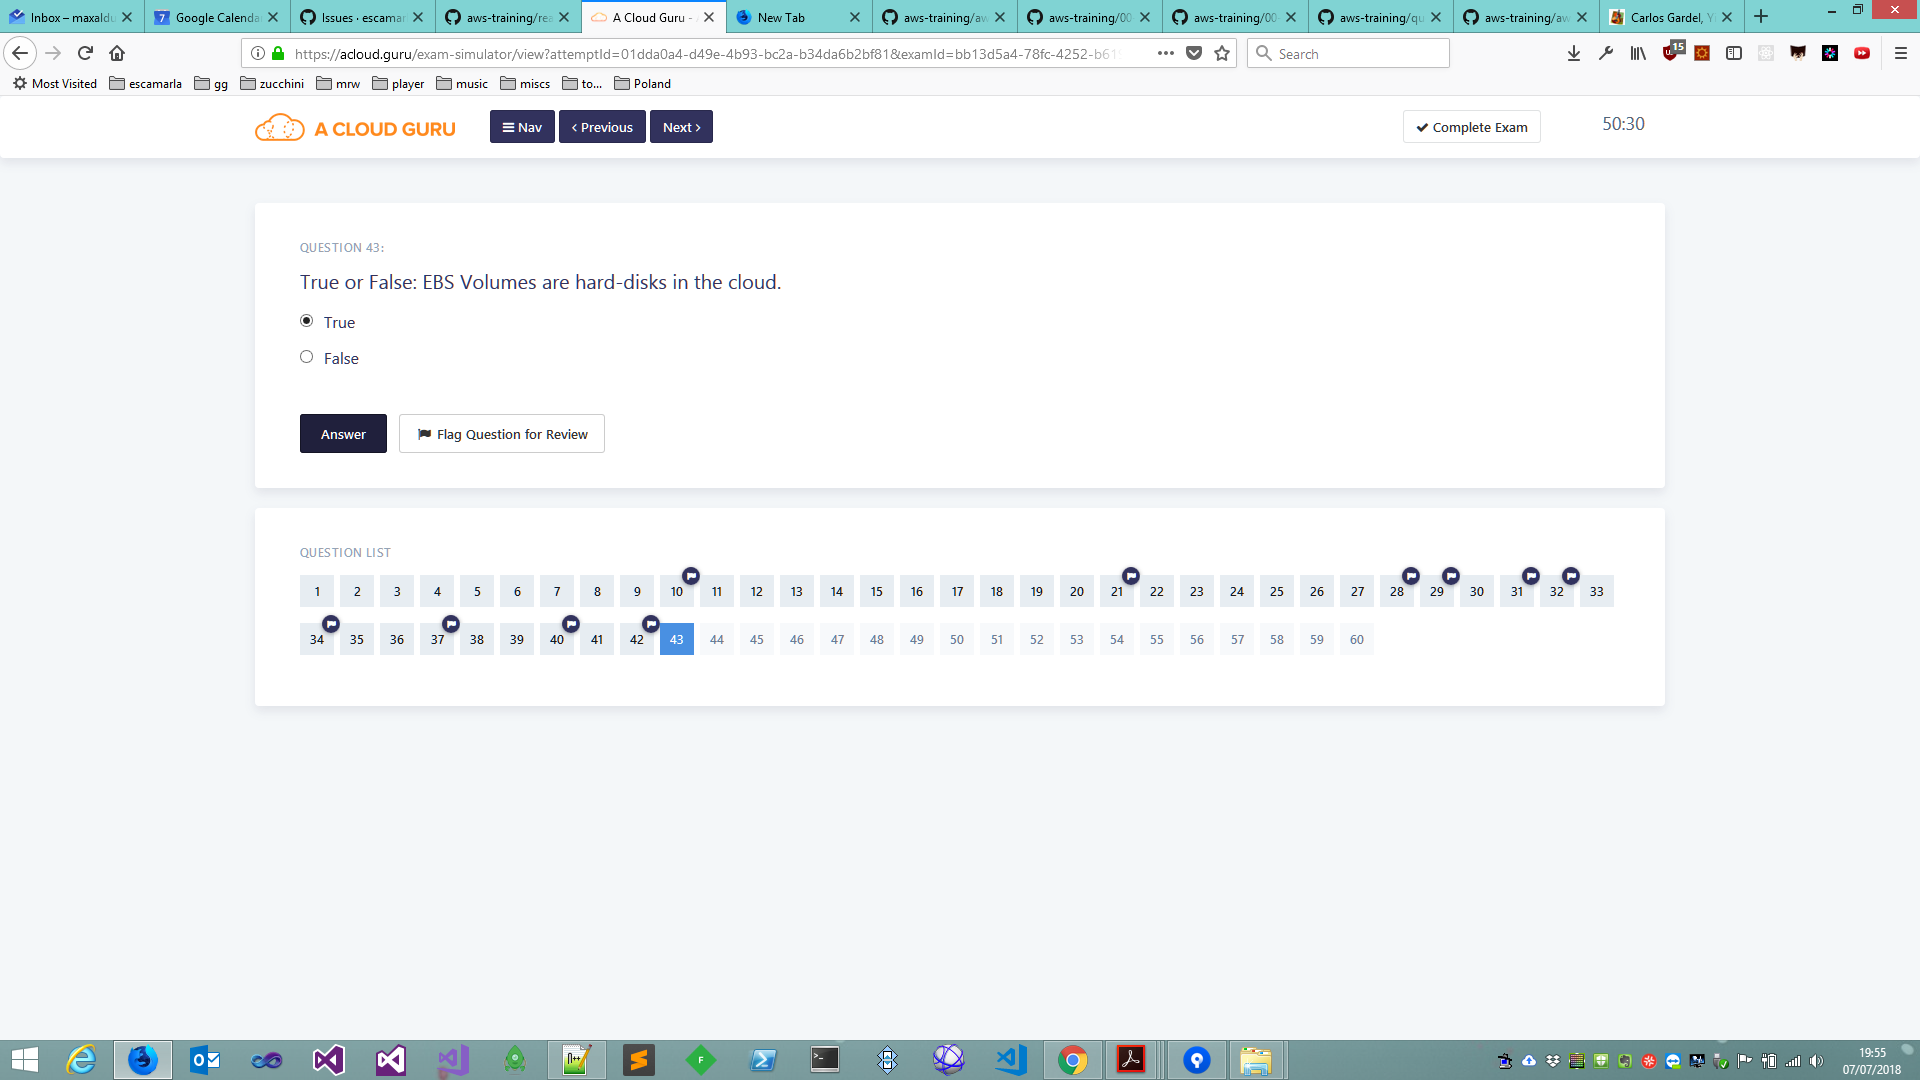 Inbox – maxaldu
Google Calenda
Issues · escamar
aws-training/rea
A Cloud Guru - A
New Tab
aws-training/aw
aws-training/00
aws-training/00
aws-training/qu
aws-training/aw
Carlos Gardel, Y
https://acloud.guru/exam-simulator/view?attemptId=01dda0a4-d49e-4b93-bc2a-b34da6b2bf81&examId=bb13d5a4-78fc-4252-b61
Search
15
Most Visited
escamarla
gg
zucchini
mrw
player
music
miscs
to...
Poland
A CLOUD GURU
Nav
Previous
Next
Complete Exam
50:30
QUESTION 43:
True or False: EBS Volumes are hard-disks in the cloud.
True
False
Answer
Flag Question for Review
QUESTION LIST
1 2 3 4 5 6 7 8 9 10 11 12 13 14 15 16 17 18 19 20 21 22 23 24 25 26 27 28 29 30 31 32 33
34 35 36 37 38 39 40 41 42 43 44 45 46 47 48 49 50 51 52 53 54 55 56 57 58 59 60
19:55
07/07/2018